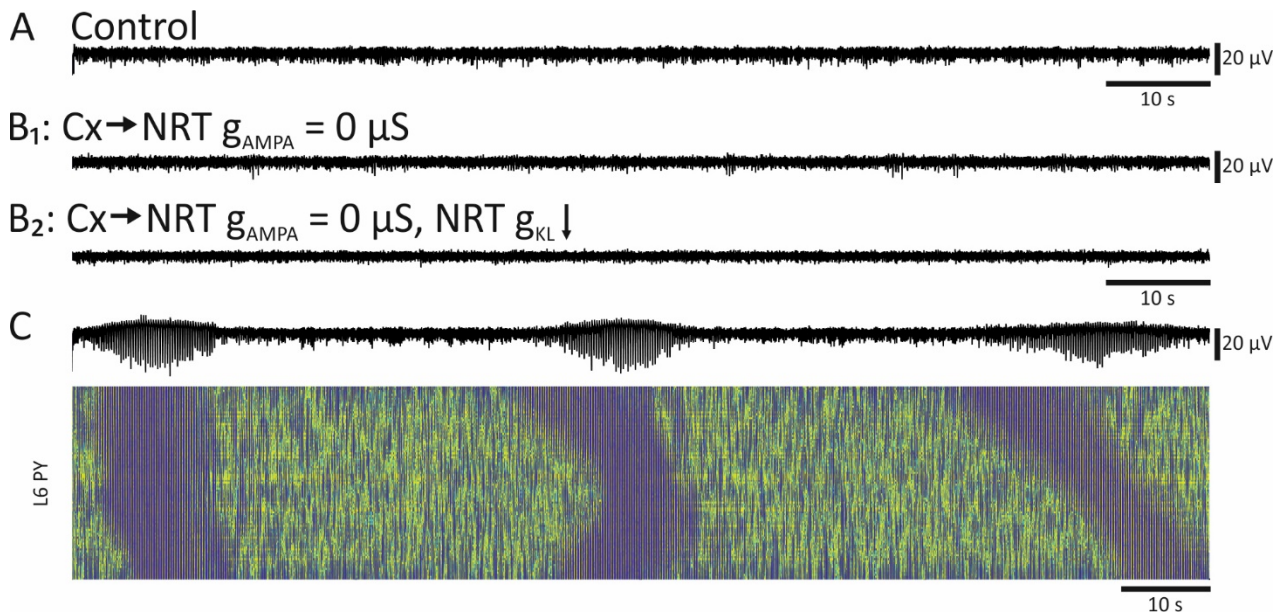 A Control
20 µV
10 s
B₁: Cx→NRT g_AMPA = 0 µS
20 µV
B₂: Cx→NRT g_AMPA = 0 µS, NRT g_KL↓
10 s
C
20 µV
L6 PY
10 s